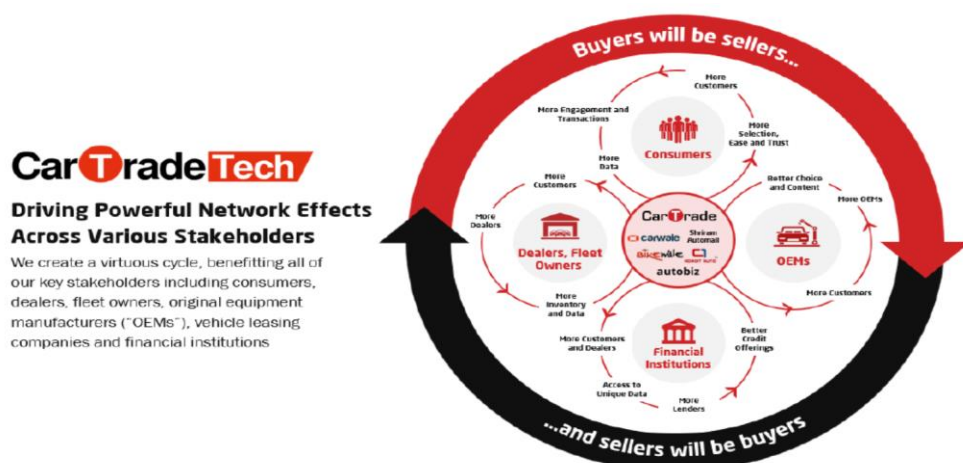 CarTradeTech
Driving Powerful Network Effects
Across Various Stakeholders
We create a virtuous cycle, benefitting all of
our key stakeholders including consumers,
dealers, fleet owners, original equipment
manufacturers ("OEMs"), vehicle leasing
companies and financial institutions
Buyers will be sellers...
More
Customers
More Engagement and
Transactions
More
Selection,
Ease and Trust
Consumers
More
Data
More
Customers
Better Choice
and Content
More OEMs
More
Dealers
Dealers, Fleet
Owners
CarTrade
carwale
Shriram
Automall
bikewale
autobiz
OEMs
More
Inventory
and Data
More Customers
More Customers
and Dealers
Financial
Institutions
Better
Credit
Offerings
Access to
Unique Data
More
Lenders
...and sellers will be buyers